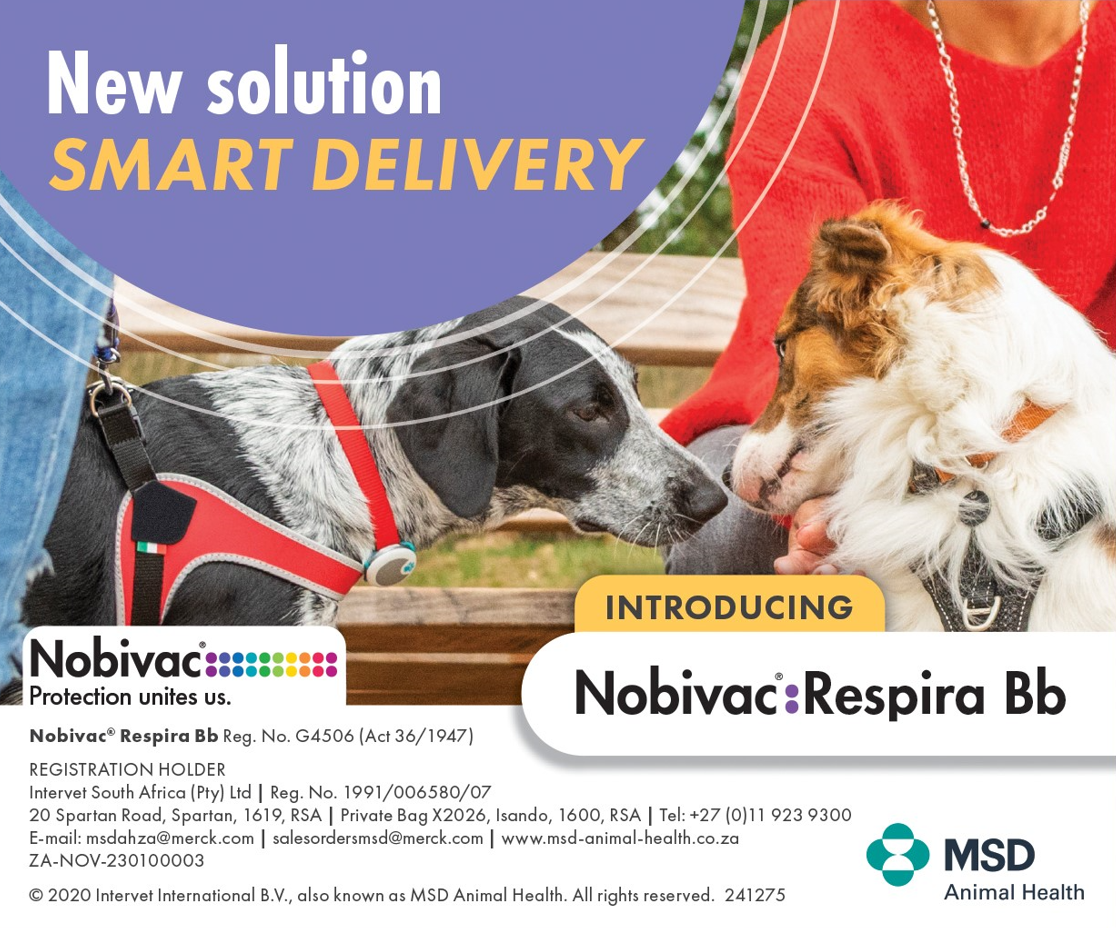 New solution
SMART DELIVERY
INTRODUCING
Nobivac® Respira Bb
Nobivac®
Protection unites us.
Nobivac® Respira Bb Reg. No. G4506 (Act 36/1947)
REGISTRATION HOLDER
Intervet South Africa (Pty) Ltd | Reg. No. 1991/006580/07
20 Spartan Road, Spartan, 1619, RSA | Private Bag X2026, Isando, 1600, RSA | Tel: +27 (0)11 923 9300
E-mail: msdahza@merck.com | salesordersmsd@merck.com | www.msd-animal-health.co.za
ZA-NOV-230100003
© 2020 Intervet International B.V., also known as MSD Animal Health. All rights reserved. 241275
MSD
Animal Health